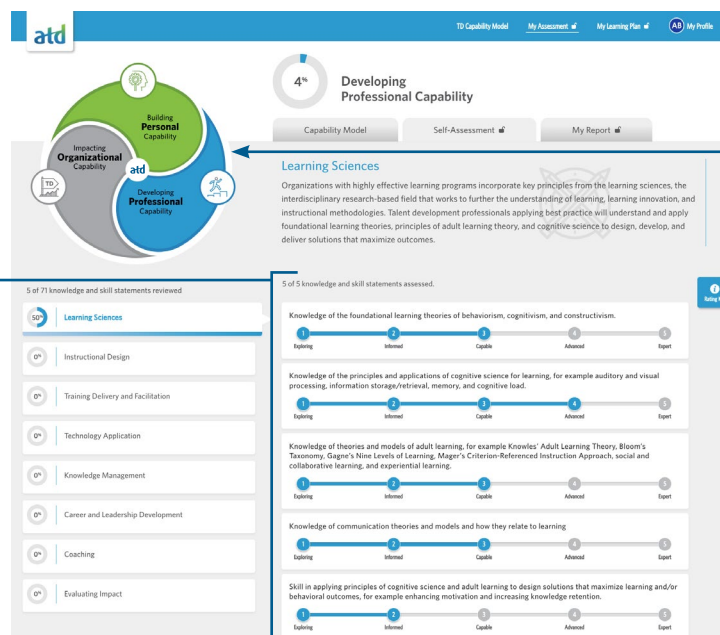 atd
TD Capability Model
My Assessment
My Learning Plan
AB
My Profile
4%
Developing
Professional Capability
Building
Personal
Capability
Impacting
Organizational
Capability
atd
TD
Developing
Professional
Capability
Capability Model
Self-Assessment
My Report
Learning Sciences
Organizations with highly effective learning programs incorporate key principles from the learning sciences, the
interdisciplinary research-based field that works to further the understanding of learning, learning innovation, and
instructional methodologies. Talent development professionals applying best practice will understand and apply
foundational learning theories, principles of adult learning theory, and cognitive science to design, develop, and
deliver solutions that maximize outcomes.
5 of 71 knowledge and skill statements reviewed
50%
Learning Sciences
0%
Instructional Design
0%
Training Delivery and Facilitation
0%
Technology Application
0%
Knowledge Management
0%
Career and Leadership Development
0%
Coaching
0%
Evaluating Impact
5 of 5 knowledge and skill statements assessed.
i
Rating
Knowledge of the foundational learning theories of behaviorism, cognitivism, and constructivism.
1 2 3 4 5
Exploring Informed Capable Advanced Expert
Knowledge of the principles and applications of cognitive science for learning, for example auditory and visual
processing, information storage/retrieval, memory, and cognitive load.
1 2 3 4 5
Exploring Informed Capable Advanced Expert
Knowledge of theories and models of adult learning, for example Knowles' Adult Learning Theory, Bloom's
Taxonomy, Gagne's Nine Levels of Learning, Mager's Criterion-Referenced Instruction Approach, social and
collaborative learning, and experiential learning.
1 2 3 4 5
Exploring Informed Capable Advanced Expert
Knowledge of communication theories and models and how they relate to learning
1 2 3 4 5
Exploring Informed Capable Advanced Expert
Skill in applying principles of cognitive science and adult learning to design solutions that maximize learning and/or
behavioral outcomes, for example enhancing motivation and increasing knowledge retention.
1 2 3 4 5
Exploring Informed Capable Advanced Expert